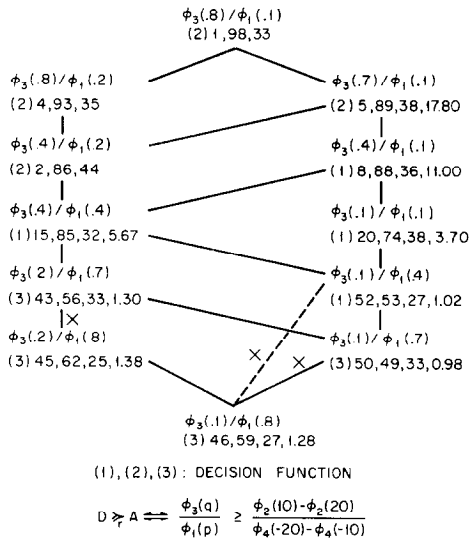 ϕ₃(.8)/ϕ₁(.1)
(2) 1,98,33
ϕ₃(.8)/ϕ₁(.2)
(2) 4,93,35
ϕ₃(.7)/ϕ₁(.1)
(2) 5,89,38,17.80
ϕ₃(.4)/ϕ₁(.2)
(2) 2,86,44
ϕ₃(.4)/ϕ₁(.1)
(1) 8,88,36,11.00
ϕ₃(.4)/ϕ₁(.4)
(1) 15,85,32,5.67
ϕ₃(.1)/ϕ₁(.1)
(1) 20,74,38,3.70
ϕ₃(2)/ϕ₁(.7)
(3) 43,56,33,1.30
ϕ₃(.1)/ϕ₁(.4)
(1) 52,53,27,1.02
×
ϕ₃(.2)/ϕ₁(8)
(3) 45,62,25,1.38
ϕ₃(.1)/ϕ₁(.7)
(3) 50,49,33,0.98
× ×
ϕ₃(.1)/ϕ₁(.8)
(3) 46,59,27,1.28
(1),(2),(3): DECISION FUNCTION
D ≽ᵣ A ⟺ ϕ₃(q)/ϕ₁(p) ≥ ϕ₂(10)-ϕ₂(20)/ϕ₄(-20)-ϕ₄(-10)